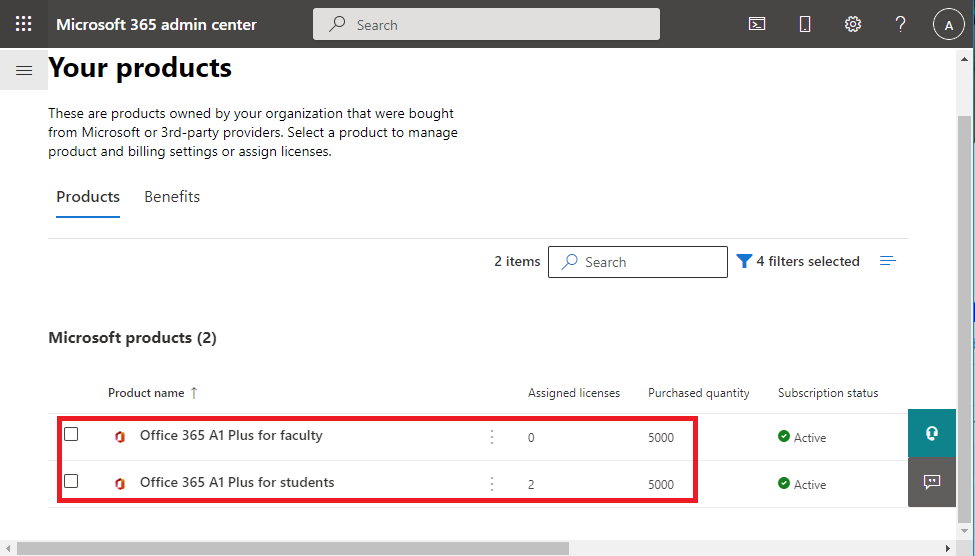 Microsoft 365 admin center
Search
?
A
Your products
These are products owned by your organization that were bought
from Microsoft or 3rd-party providers. Select a product to manage
product and billing settings or assign licenses.
Products Benefits
2 items Search 4 filters selected
Microsoft products (2)
Product name ↑ Assigned licenses Purchased quantity Subscription status
Office 365 A1 Plus for faculty 0 5000 Active
Office 365 A1 Plus for students 2 5000 Active